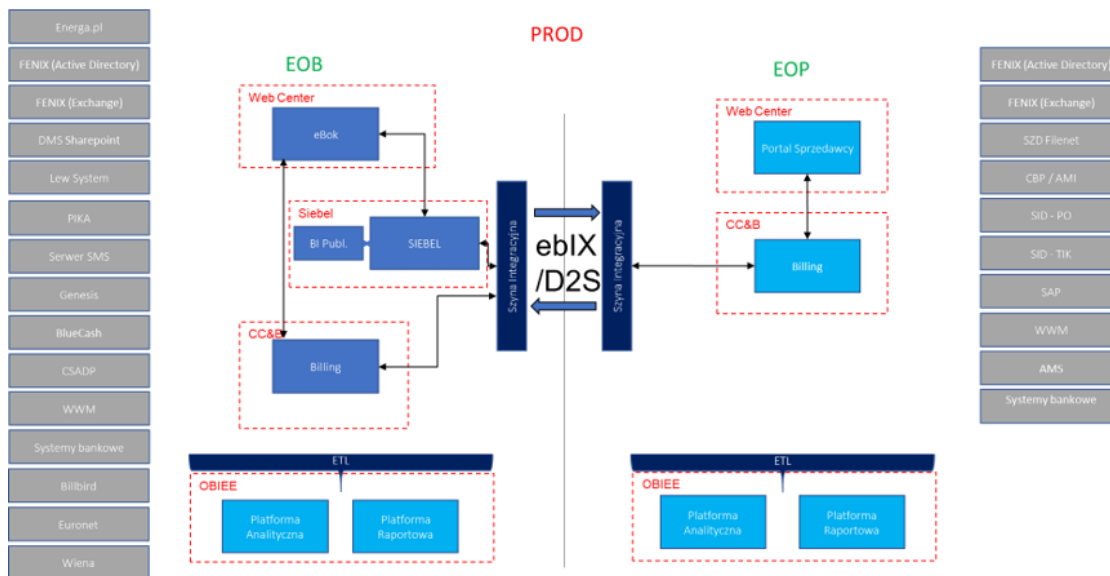 Energa.pl
FENIX (Active Directory)
FENIX (Exchange)
DMS Sharepoint
Lew System
PIKA
Serwer SMS
Genesis
BlueCash
CSADP
WWM
Systemy bankowe
Billbird
Euronet
Wiena
PROD
EOB
Web Center
eBok
Siebel
BI Publ.
SIEBEL
CC&B
Billing
Szyna Integracyjna
ebIX
/D2S
Szyna Integracyjna
EOP
Web Center
Portal Sprzedawcy
CC&B
Billing
ETL
OBIEE
Platforma
Analityczna
Platforma
Raportowa
ETL
OBIEE
Platforma
Analityczna
Platforma
Raportowa
FENIX (Active Directory)
FENIX (Exchange)
SZD Filenet
CBP / AMI
SID - PO
SID - TIK
SAP
WWM
AMS
Systemy bankowe